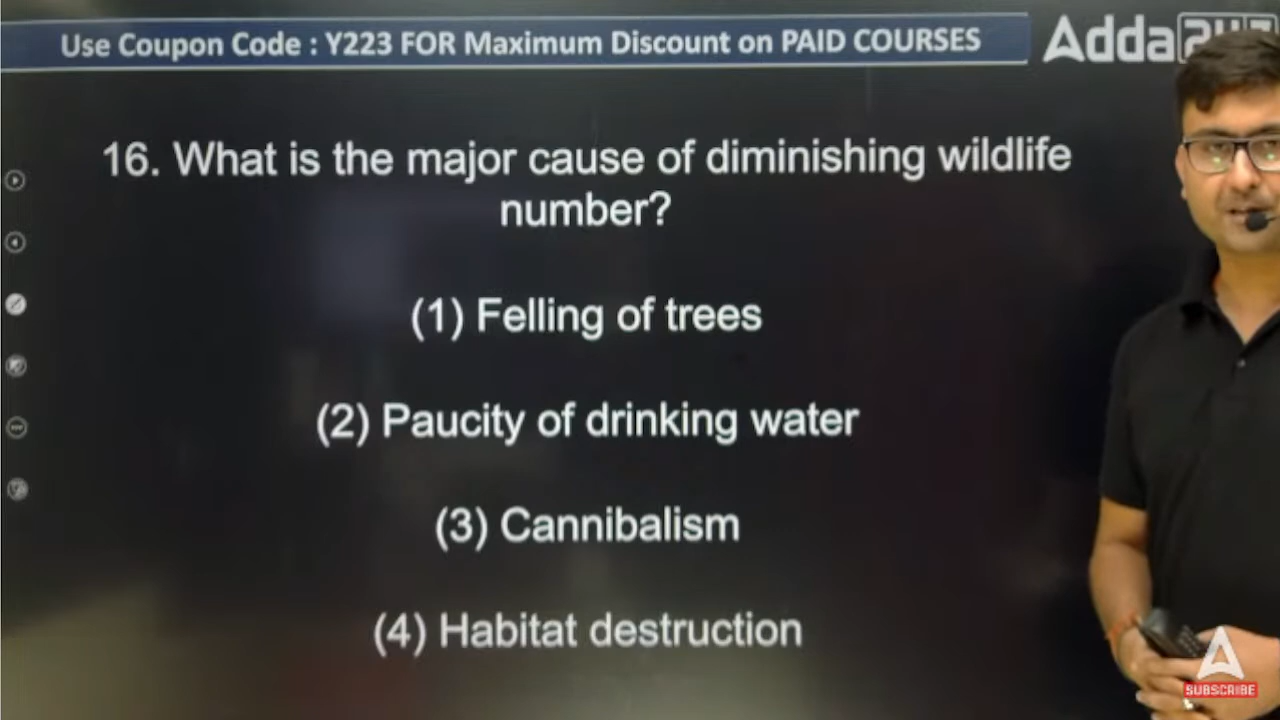 Use Coupon Code : Y223 FOR Maximum Discount on PAID COURSES
Adda247
16. What is the major cause of diminishing wildlife
number?
(1) Felling of trees
(2) Paucity of drinking water
(3) Cannibalism
(4) Habitat destruction
SUBSCRIBE